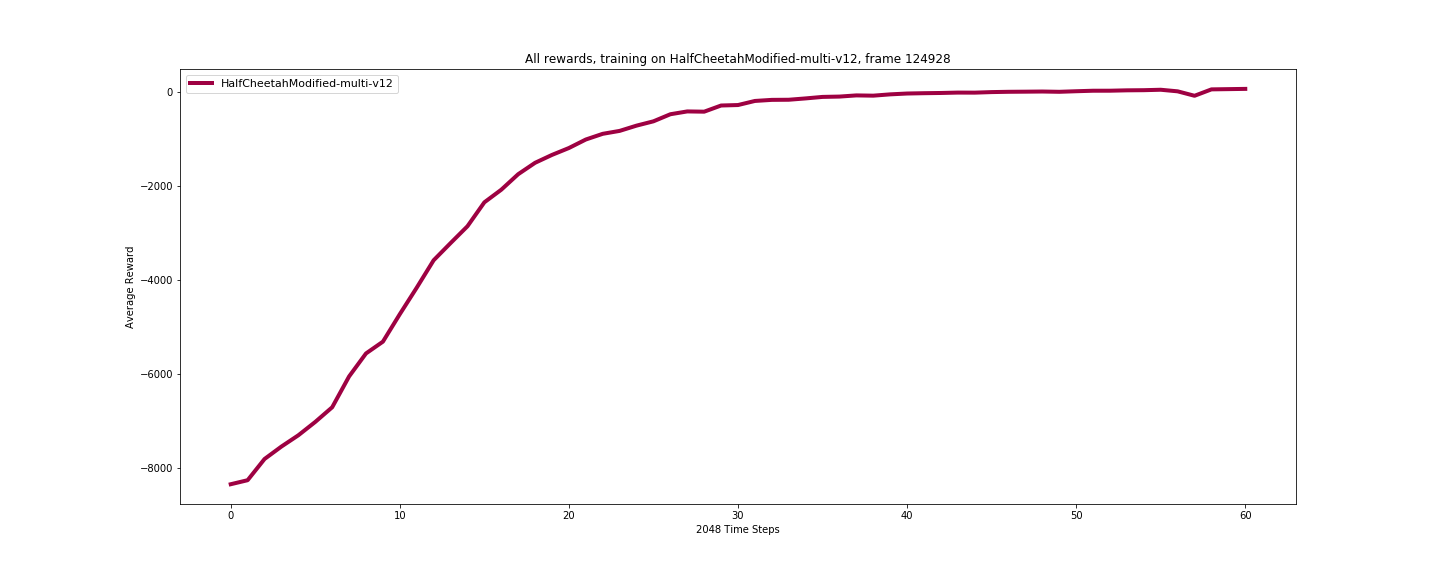 All rewards, training on HalfCheetahModified-multi-v12, frame 124928
HalfCheetahModified-multi-v12
Average Reward
0
−2000
−4000
−6000
−8000
0 10 20 30 40 50 60
2048 Time Steps